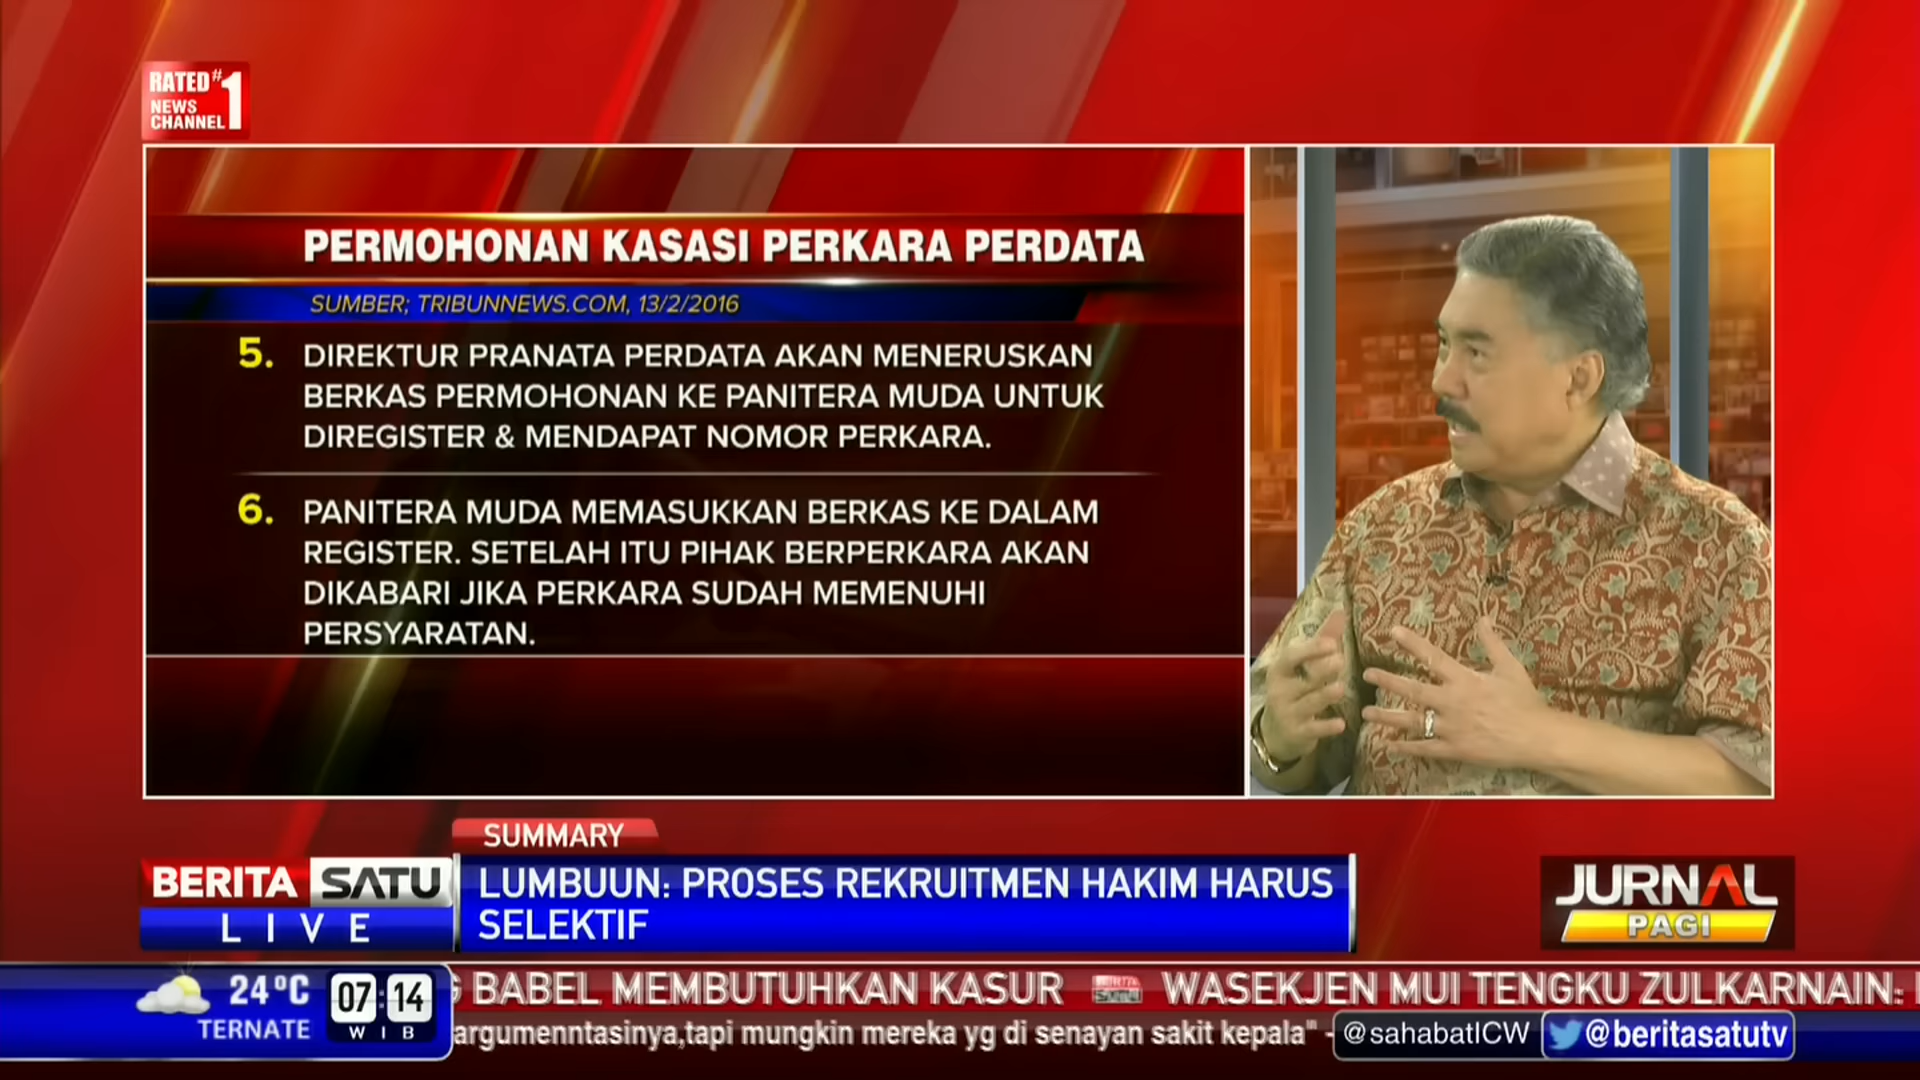 RATED #1
NEWS
CHANNEL
PERMOHONAN KASASI PERKARA PERDATA
SUMBER; TRIBUNNEWS.COM, 13/2/2016
5. DIREKTUR PRANATA PERDATA AKAN MENERUSKAN
BERKAS PERMOHONAN KE PANITERA MUDA UNTUK
DIREGISTER & MENDAPAT NOMOR PERKARA.
6. PANITERA MUDA MEMASUKKAN BERKAS KE DALAM
REGISTER. SETELAH ITU PIHAK BERPERKARA AKAN
DIKABARI JIKA PERKARA SUDAH MEMENUHI
PERSYARATAN.
SUMMARY
BERITA SATU
LIVE
LUMBUUN: PROSES REKRUITMEN HAKIM HARUS
SELEKTIF
JURNAL
PAGI
24°C
TERNATE
07:14
WIB
BABEL MEMBUTUHKAN KASUR BERITA SATU WASEKJEN MUI TENGKU ZULKARNAIN:
argumenntasinya,tapi mungkin mereka yg di senayan sakit kepala" - @sahabatICW @beritasatutv